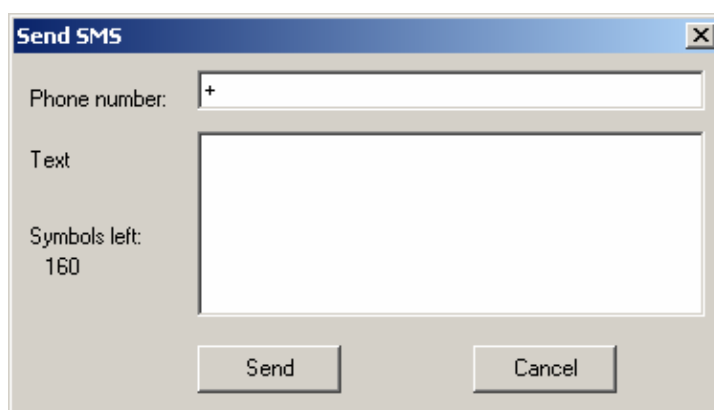 Send SMS
Phone number:
+
Text
Symbols left:
160
Send
Cancel